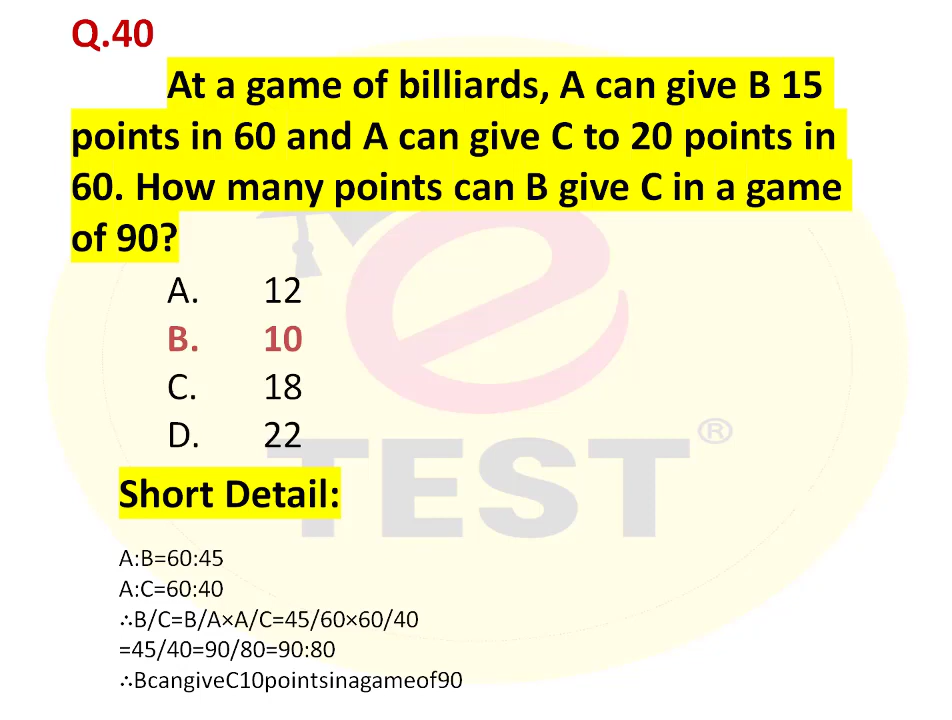 Q.40
At a game of billiards, A can give B 15
points in 60 and A can give C to 20 points in
60. How many points can B give C in a game
of 90?
A. 12
B. 10
C. 18
D. 22
Short Detail:
A:B=60:45
A:C=60:40
∴B/C=B/A×A/C=45/60×60/40
=45/40=90/80=90:80
∴BcangiveC10pointsinagameof90
e
TEST®